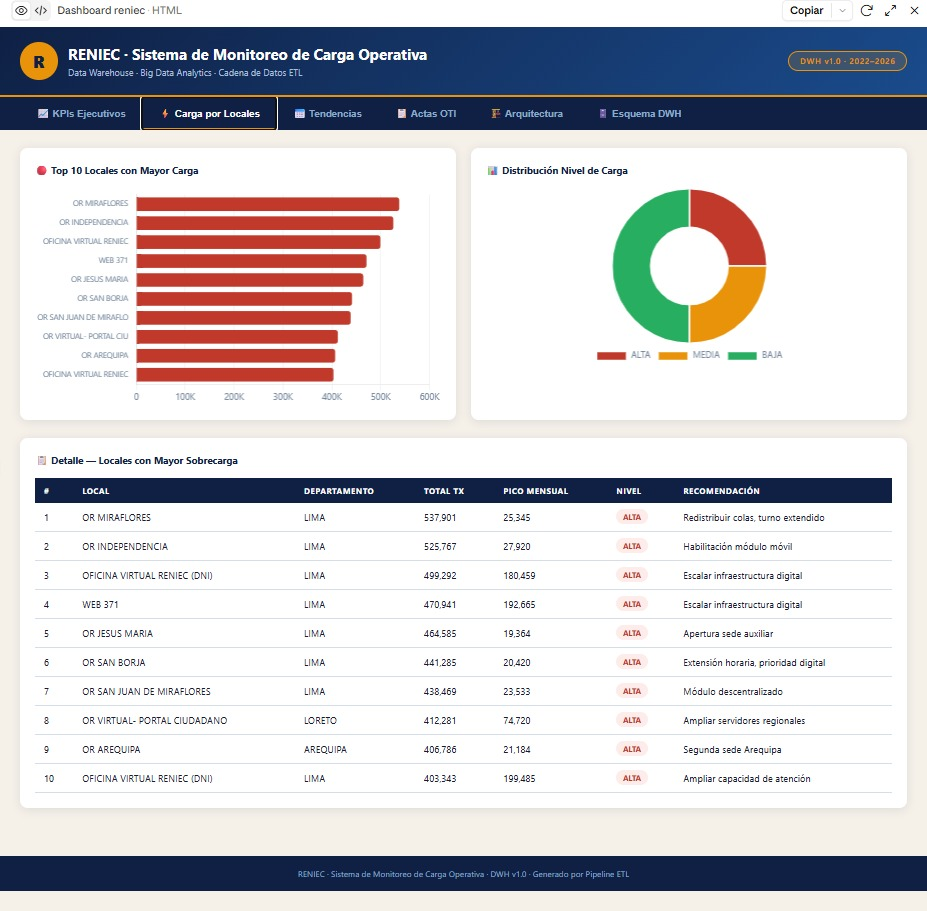 Dashboard reniec · HTML
Copiar
R
RENIEC · Sistema de Monitoreo de Carga Operativa
Data Warehouse · Big Data Analytics · Cadena de Datos ETL
DWH v1.0 · 2022–2026
KPIs Ejecutivos
Carga por Locales
Tendencias
Actas OTI
Arquitectura
Esquema DWH
Top 10 Locales con Mayor Carga
OR MIRAFLORES
OR INDEPENDENCIA
OFICINA VIRTUAL RENIEC
WEB 371
OR JESUS MARIA
OR SAN BORJA
OR SAN JUAN DE MIRAFLO
OR VIRTUAL- PORTAL CIU
OR AREQUIPA
OFICINA VIRTUAL RENIEC
0 100K 200K 300K 400K 500K 600K
Distribución Nivel de Carga
ALTA MEDIA BAJA
Detalle — Locales con Mayor Sobrecarga
# LOCAL DEPARTAMENTO TOTAL TX PICO MENSUAL NIVEL RECOMENDACIÓN
1 OR MIRAFLORES LIMA 537,901 25,345 ALTA Redistribuir colas, turno extendido
2 OR INDEPENDENCIA LIMA 525,767 27,920 ALTA Habilitación módulo móvil
3 OFICINA VIRTUAL RENIEC (DNI) LIMA 499,292 180,459 ALTA Escalar infraestructura digital
4 WEB 371 LIMA 470,941 192,665 ALTA Escalar infraestructura digital
5 OR JESUS MARIA LIMA 464,585 19,364 ALTA Apertura sede auxiliar
6 OR SAN BORJA LIMA 441,285 20,420 ALTA Extensión horaria, prioridad digital
7 OR SAN JUAN DE MIRAFLORES LIMA 438,469 23,533 ALTA Módulo descentralizado
8 OR VIRTUAL- PORTAL CIUDADANO LORETO 412,281 74,720 ALTA Ampliar servidores regionales
9 OR AREQUIPA AREQUIPA 406,786 21,184 ALTA Segunda sede Arequipa
10 OFICINA VIRTUAL RENIEC (DNI) LIMA 403,343 199,485 ALTA Ampliar capacidad de atención
RENIEC · Sistema de Monitoreo de Carga Operativa · DWH v1.0 · Generado por Pipeline ETL